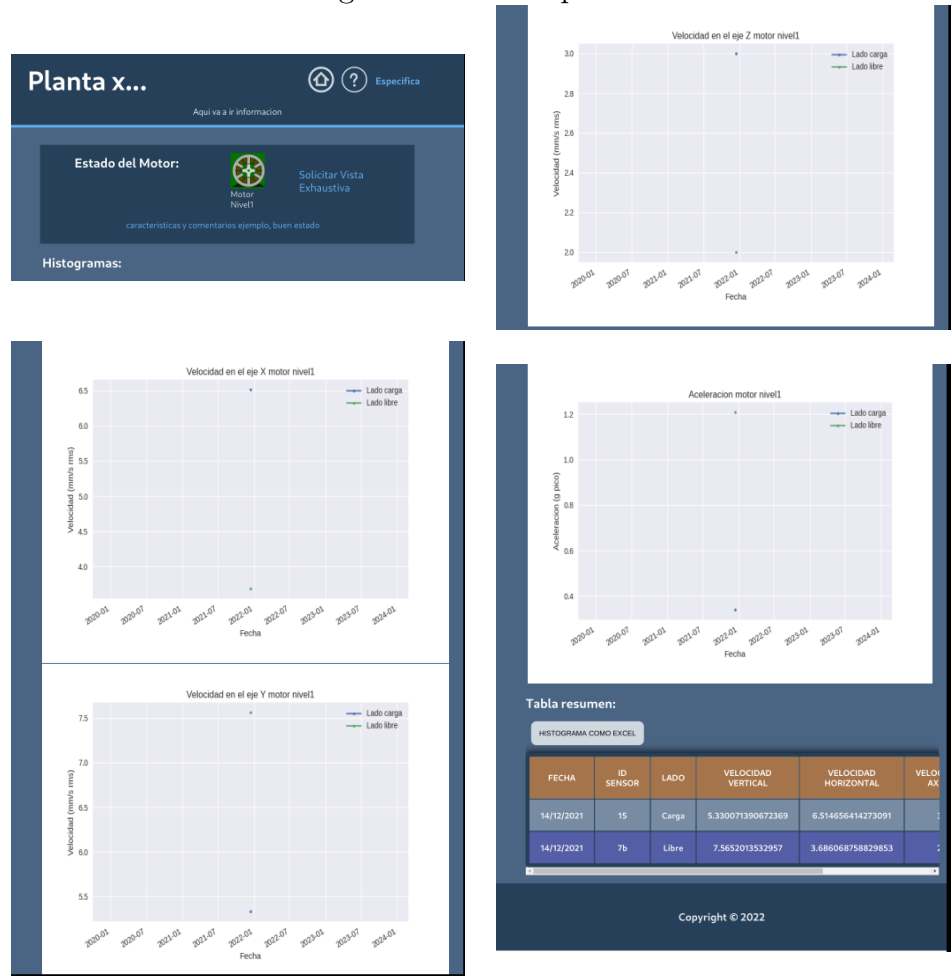 Planta x...
?
Especifica
Aqui va a ir informacion
Estado del Motor:
Motor
Nivel1
Solicitar Vista
Exhaustiva
caracteristicas y comentarios ejemplo, buen estado
Histogramas:
Velocidad en el eje X motor nivel1
Lado carga
Lado libre
Velocidad (mm/s rms)
6.5
6.0
5.5
5.0
4.5
4.0
2020-01 2020-07 2021-01 2021-07 2022-01 2022-07 2023-01 2023-07 2024-01
Fecha
Velocidad en el eje Y motor nivel1
Lado carga
Lado libre
Velocidad (mm/s rms)
7.5
7.0
6.5
6.0
5.5
2020-01 2020-07 2021-01 2021-07 2022-01 2022-07 2023-01 2023-07 2024-01
Fecha
Velocidad en el eje Z motor nivel1
Lado carga
Lado libre
Velocidad (mm/s rms)
3.0
2.8
2.6
2.4
2.2
2.0
2020-01 2020-07 2021-01 2021-07 2022-01 2022-07 2023-01 2023-07 2024-01
Fecha
Aceleracion motor nivel1
Lado carga
Lado libre
Aceleracion (g pico)
1.2
1.0
0.8
0.6
0.4
2020-01 2020-07 2021-01 2021-07 2022-01 2022-07 2023-01 2023-07 2024-01
Fecha
Tabla resumen:
HISTOGRAMA COMO EXCEL
FECHA ID SENSOR LADO VELOCIDAD VERTICAL VELOCIDAD HORIZONTAL
14/12/2021 15 Carga 5.330071390672369 6.514656414273091
14/12/2021 7b Libre 7.5652013532957 3.686068758829853
Copyright © 2022